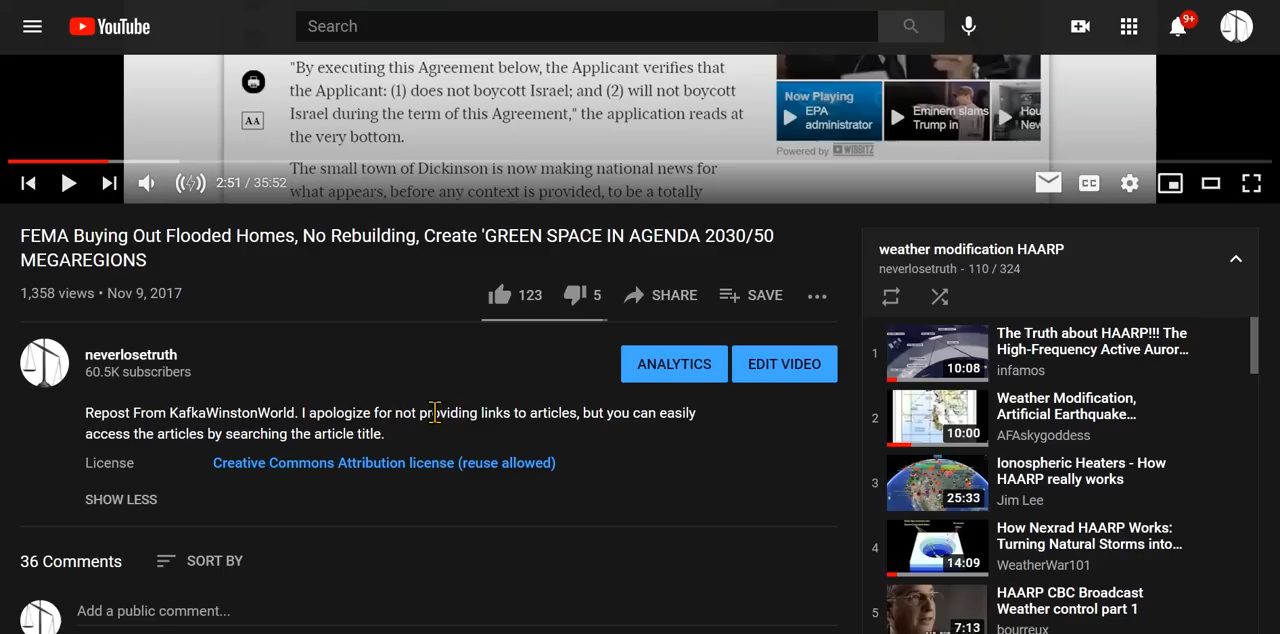 YouTube
Search
9+
"By executing this Agreement below, the Applicant verifies that
the Applicant: (1) does not boycott Israel; and (2) will not boycott
Israel during the term of this Agreement," the application reads at
the very bottom.
The small town of Dickinson is now making national news for
what appears, before any context is provided, to be a totally
AA
Now Playing
EPA
administrator
Eminem slams
Trump in
Hou
New
Powered by WIBBITZ
2:51 / 35:52
CC
FEMA Buying Out Flooded Homes, No Rebuilding, Create 'GREEN SPACE IN AGENDA 2030/50
MEGAREGIONS
1,358 views • Nov 9, 2017
123
5
SHARE
SAVE
neverlosetruth
60.5K subscribers
ANALYTICS
EDIT VIDEO
Repost From KafkaWinstonWorld. I apologize for not providing links to articles, but you can easily
access the articles by searching the article title.
License
Creative Commons Attribution license (reuse allowed)
SHOW LESS
36 Comments
SORT BY
Add a public comment...
weather modification HAARP
neverlosetruth - 110 / 324
1
10:08
The Truth about HAARP!!! The
High-Frequency Active Auror...
infamos
2
10:00
Weather Modification,
Artificial Earthquake...
AFAskygoddess
3
25:33
Ionospheric Heaters - How
HAARP really works
Jim Lee
4
14:09
How Nexrad HAARP Works:
Turning Natural Storms into...
WeatherWar101
5
7:13
HAARP CBC Broadcast
Weather control part 1
bourreux